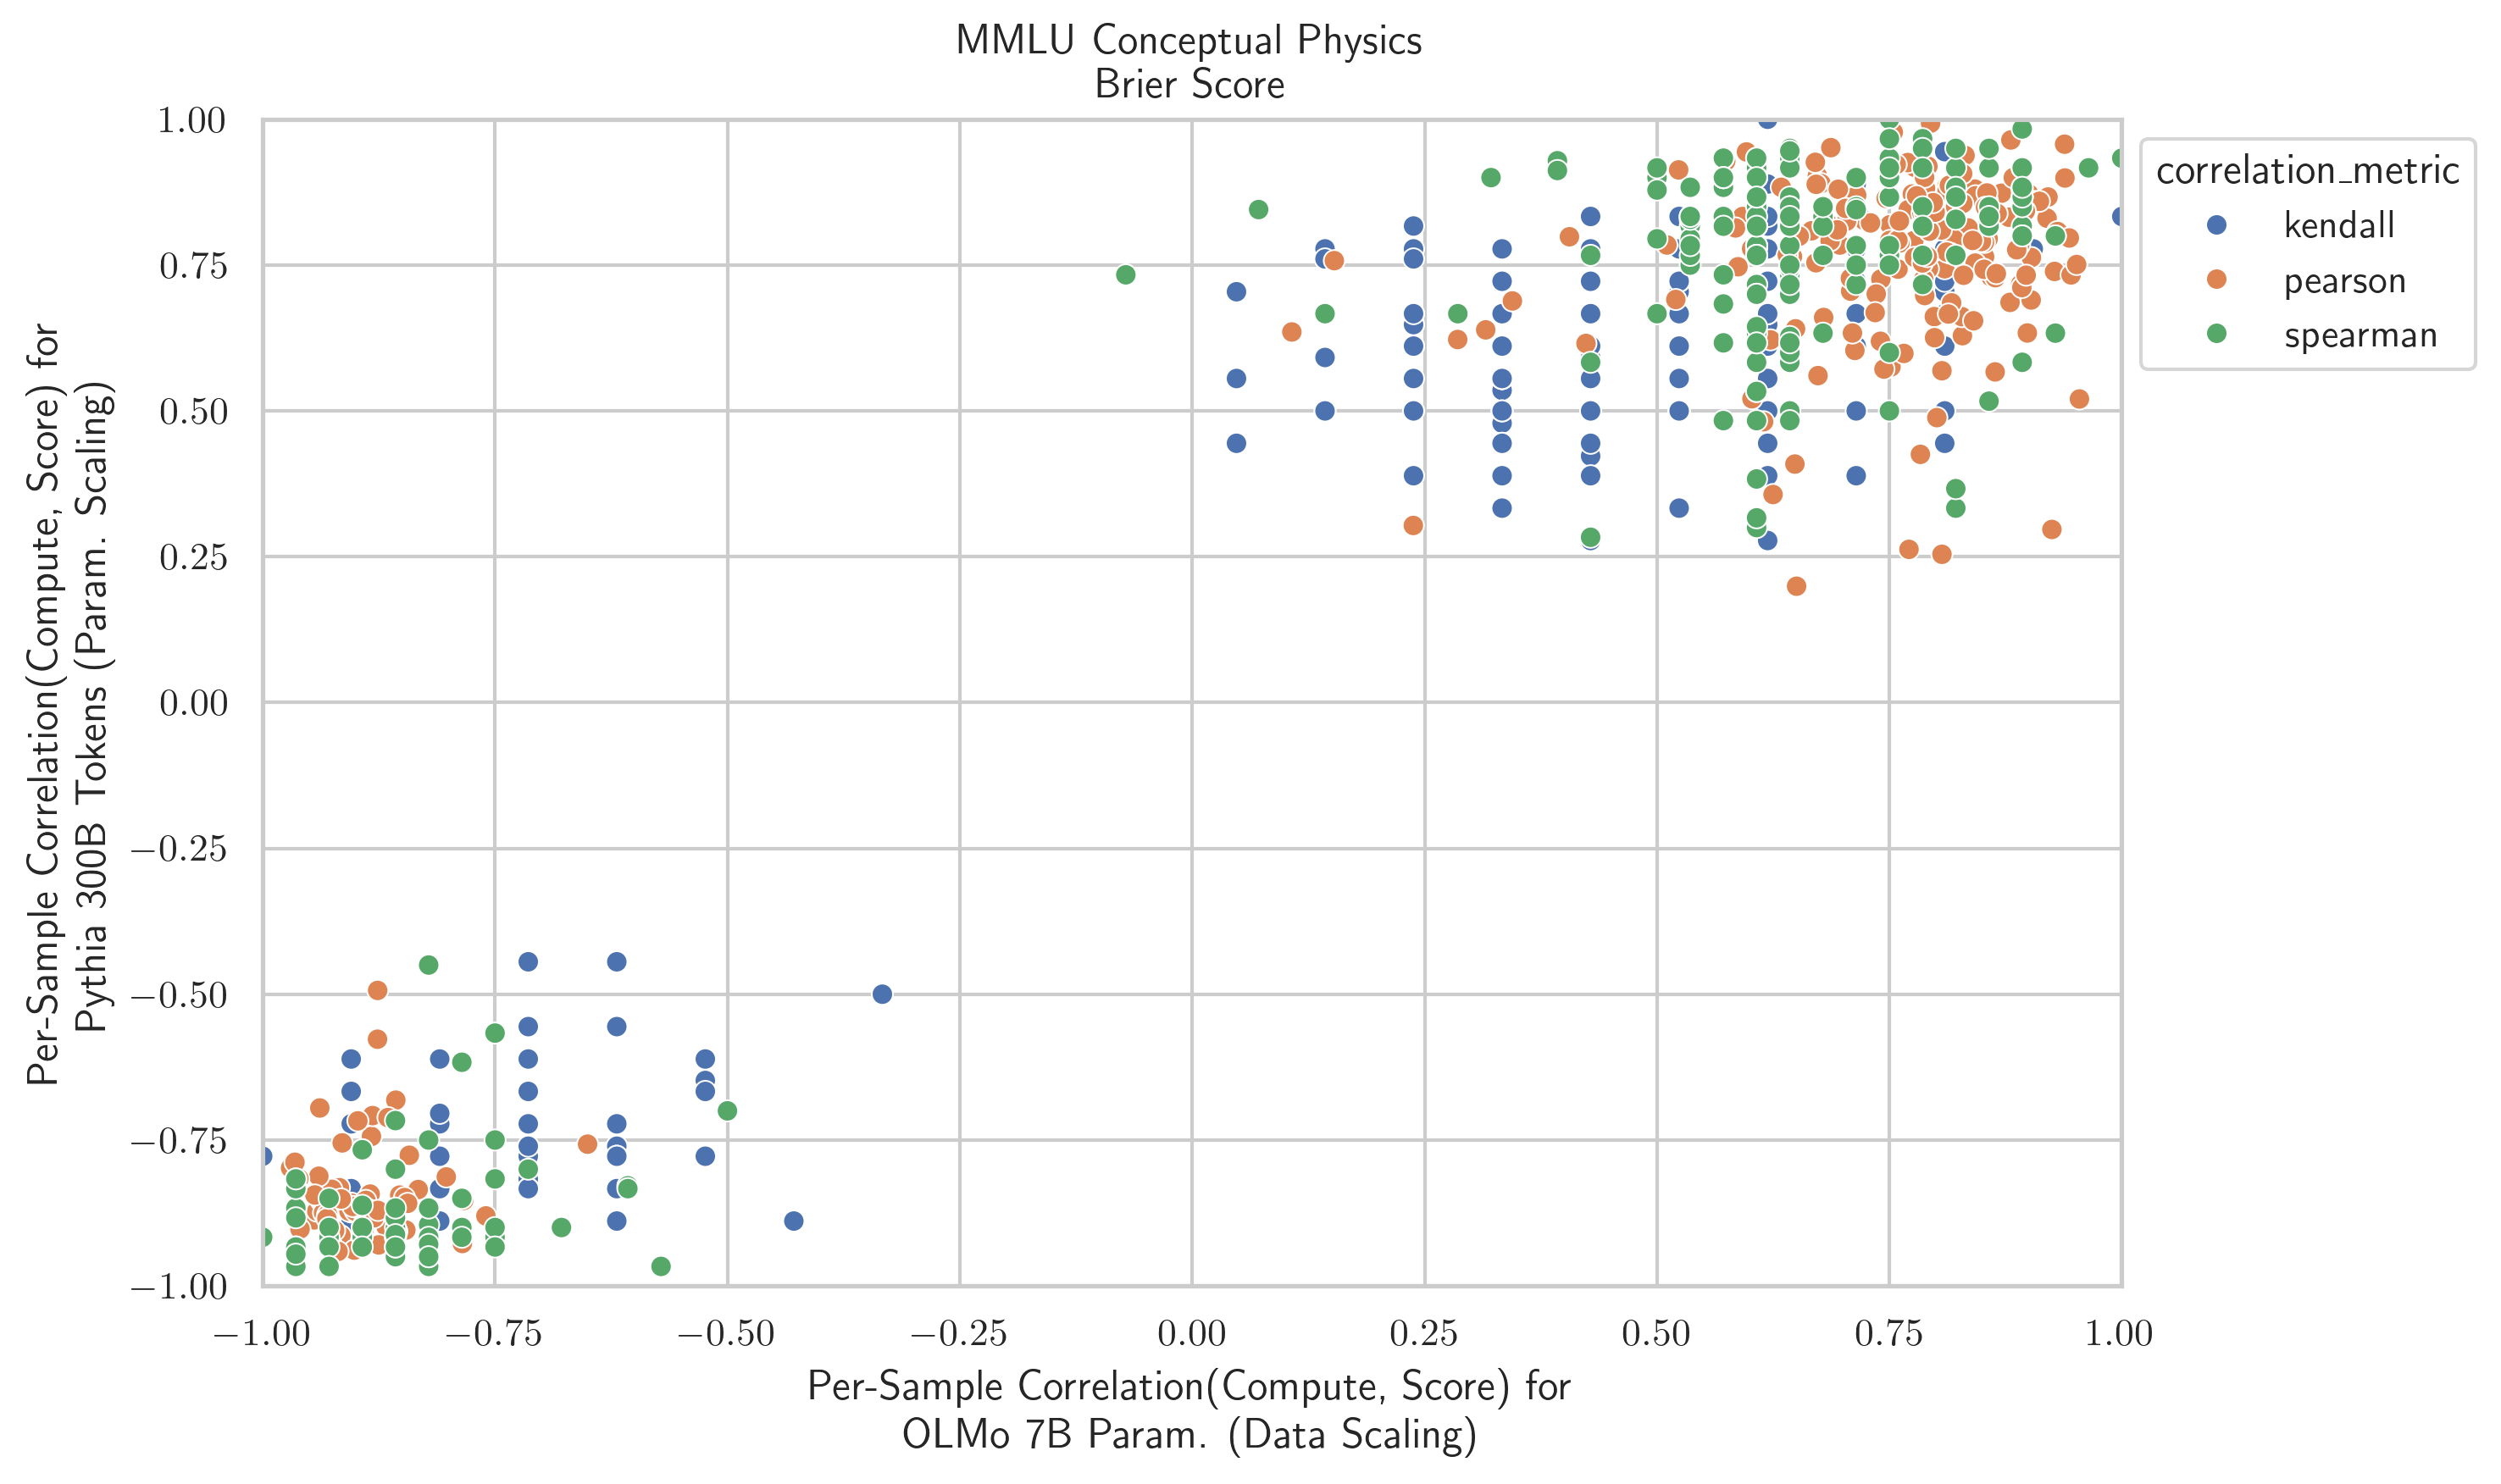 MMLU Conceptual Physics
Brier Score
Per-Sample Correlation(Compute, Score) for
Pythia 300B Tokens (Param. Scaling)
1.00
0.75
0.50
0.25
0.00
−0.25
−0.50
−0.75
−1.00
−1.00 −0.75 −0.50 −0.25 0.00 0.25 0.50 0.75 1.00
Per-Sample Correlation(Compute, Score) for
OLMo 7B Param. (Data Scaling)
correlation_metric
kendall
pearson
spearman